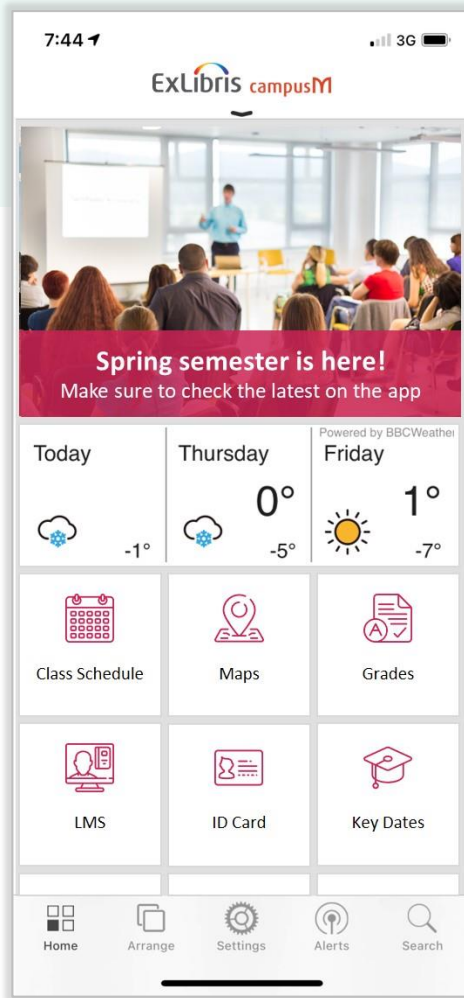 7:44
3G
ExLibris campusM
Spring semester is here!
Make sure to check the latest on the app
Powered by BBCWeather
Today
Thursday
Friday
0°
1°
-1°
-5°
-7°
Class Schedule
Maps
Grades
A
LMS
ID Card
Key Dates
Home
Arrange
Settings
Alerts
Search